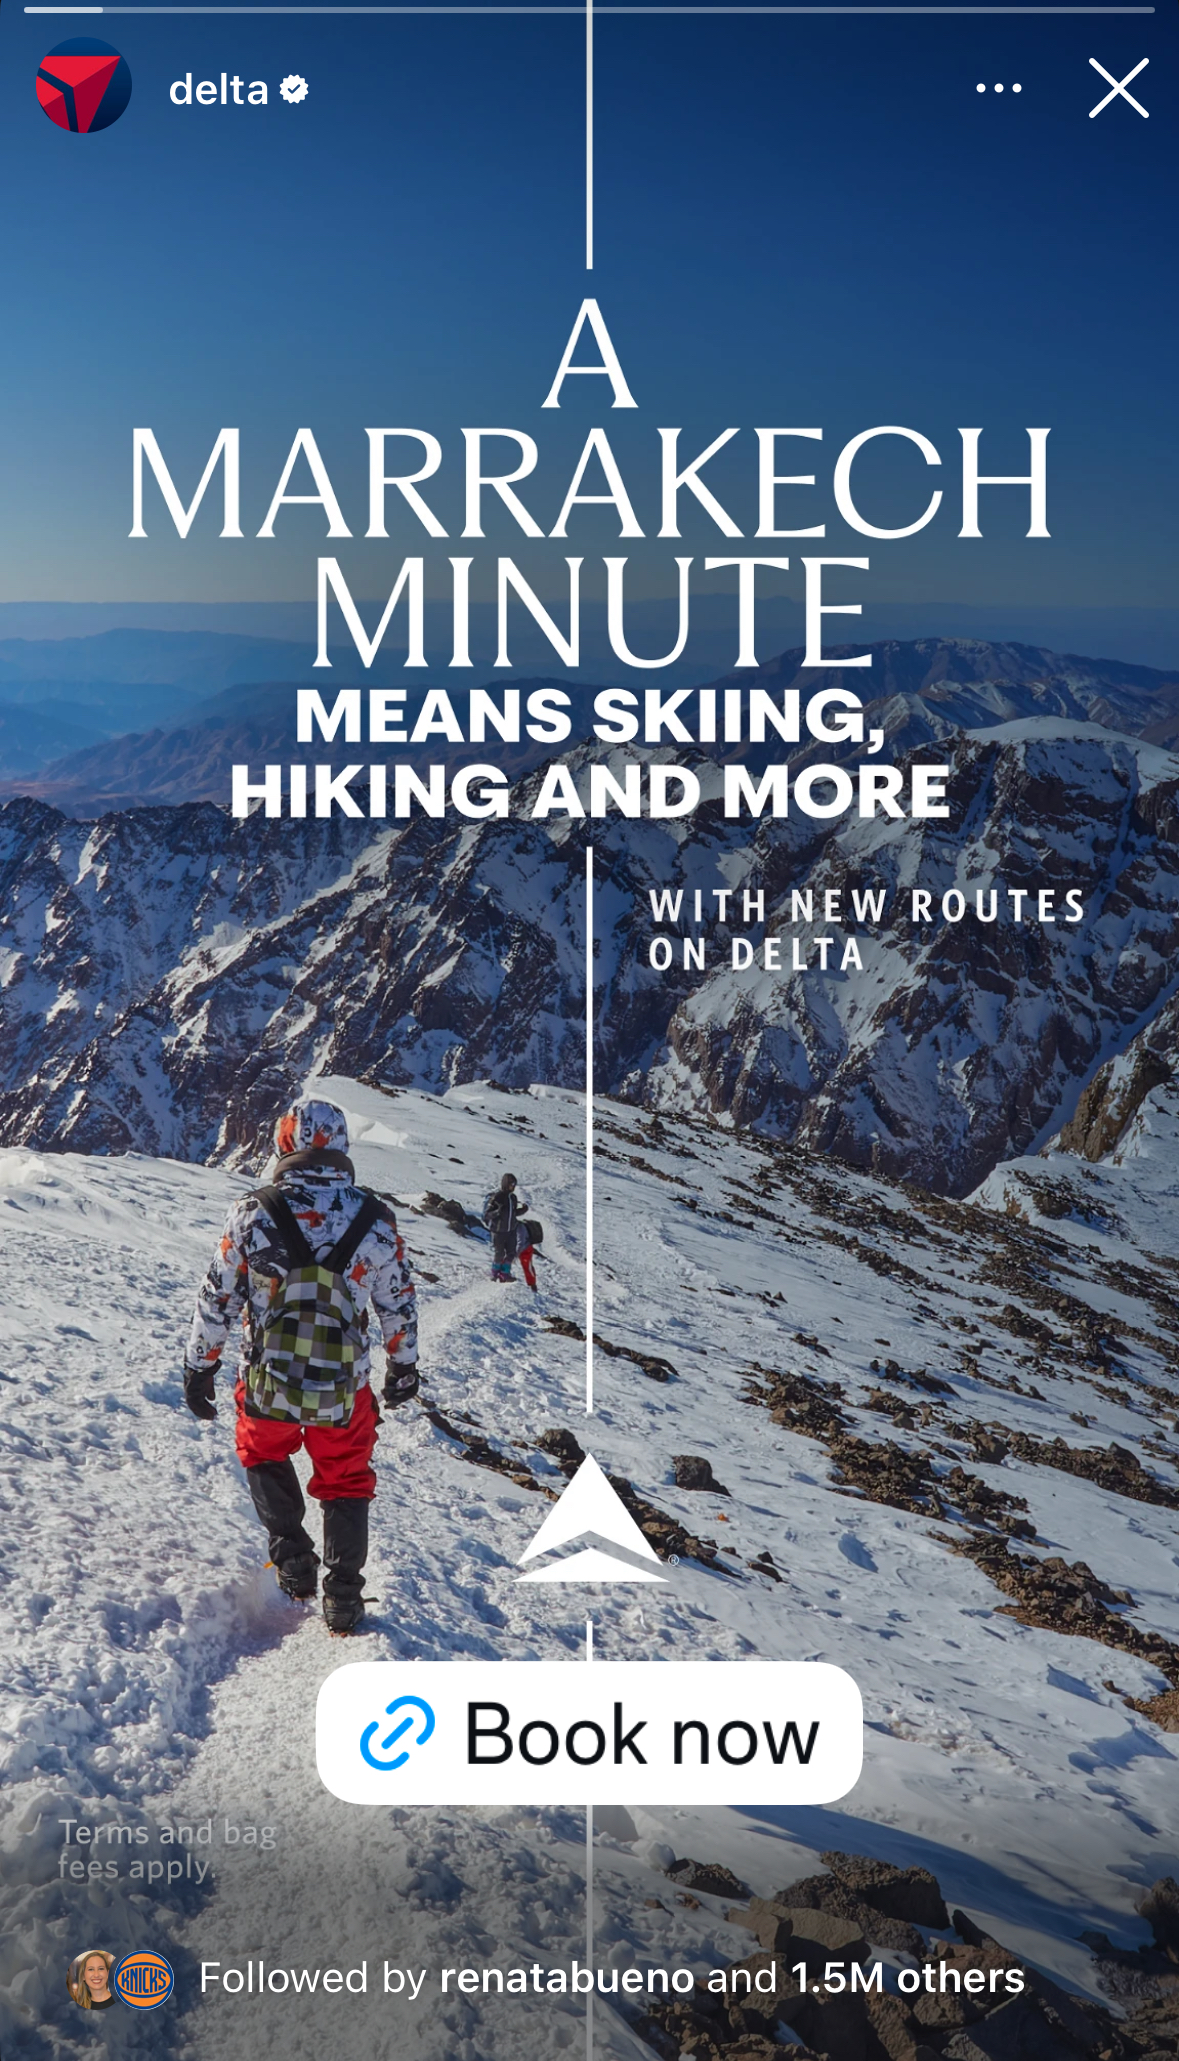 delta
A
MARRAKECH
MINUTE
MEANS SKIING,
HIKING AND MORE
WITH NEW ROUTES
ON DELTA
®
Book now
Terms and bag
fees apply.
KNICKS
Followed by renatabueno and 1.5M others